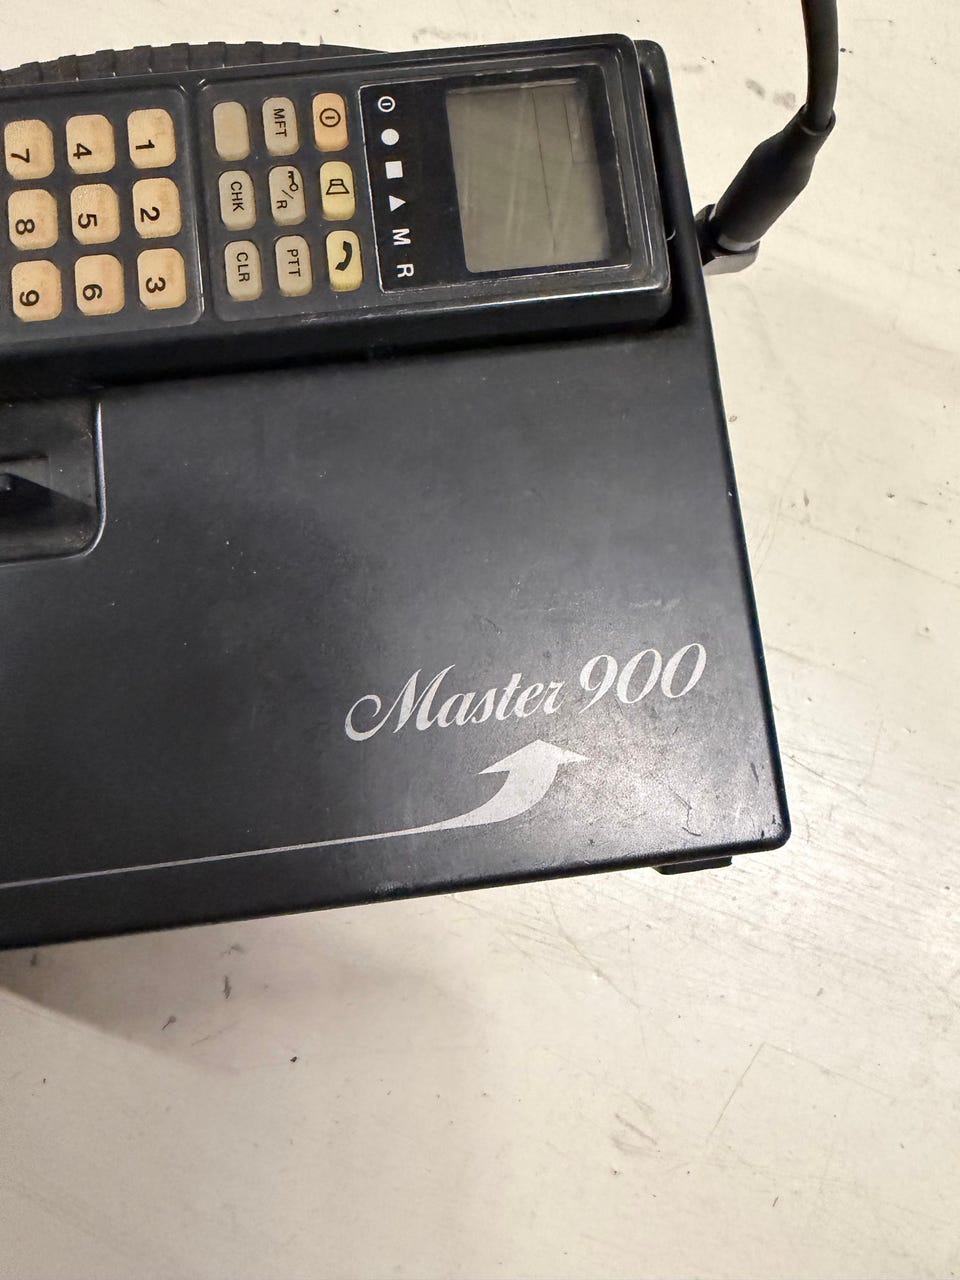 1 2 3
4 5 6
7 8 9
MFT
CHK
/R
CLR
PTT
M
R
Master 900